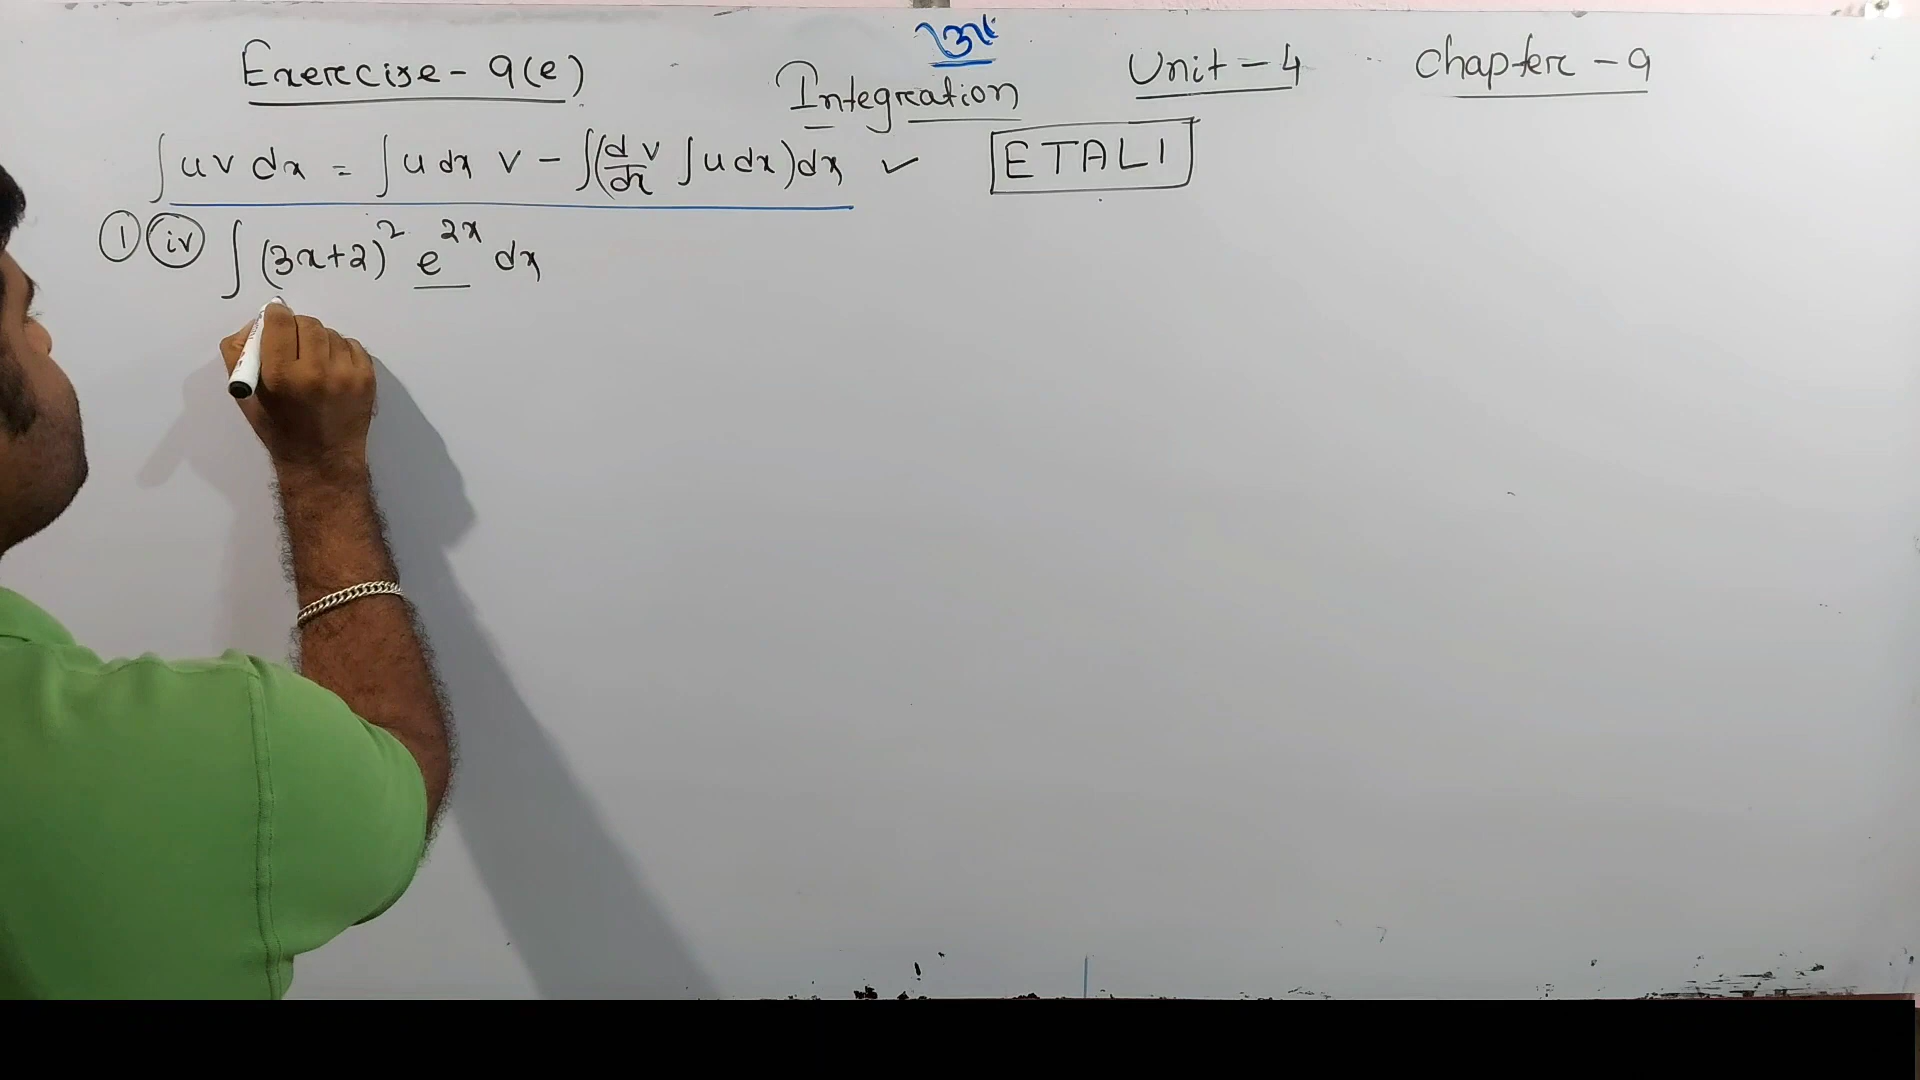 Exercise - 9(e)
Integration
Unit - 4
Chapter - 9
∫ u v dx = ∫ u dx v - ∫ (d/dx v ∫ u dx) dx ✓
ETALI
① (iv) ∫ (3x+2)² e^2x dx